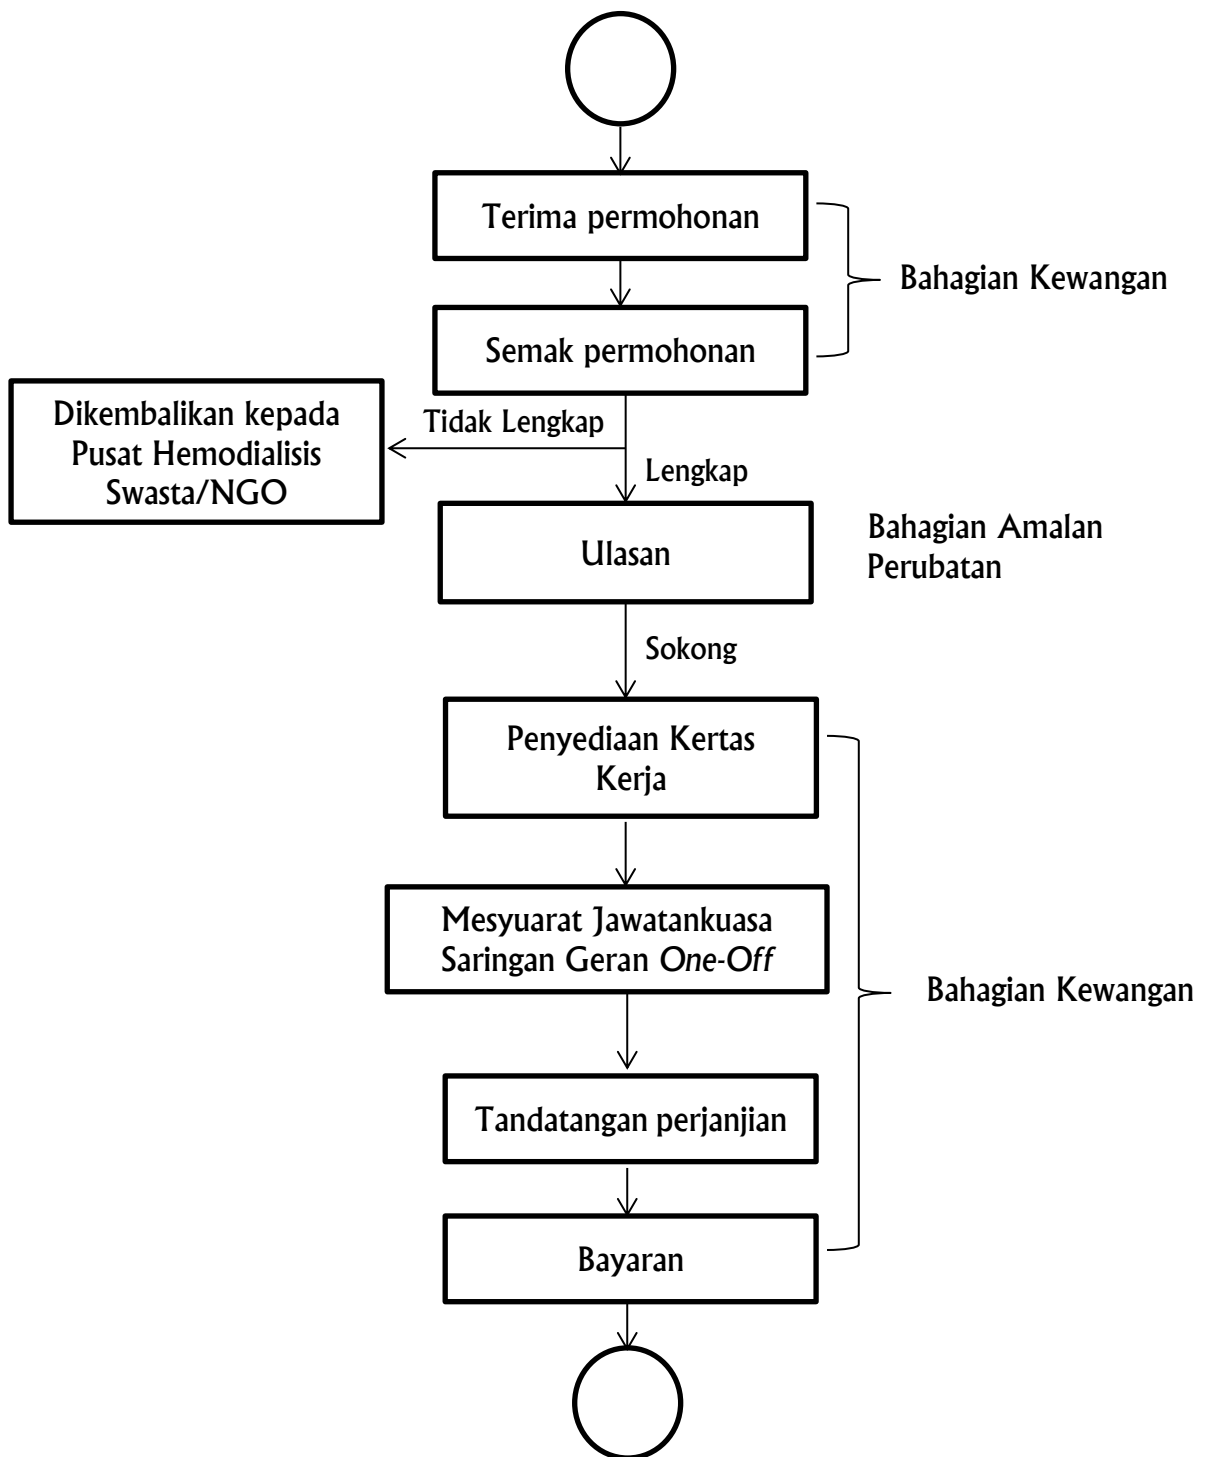 Terima permohonan
Bahagian Kewangan
Semak permohonan
Dikembalikan kepada
Pusat Hemodialisis
Swasta/NGO
Tidak Lengkap
Lengkap
Ulasan
Bahagian Amalan
Perubatan
Sokong
Penyediaan Kertas
Kerja
Mesyuarat Jawatankuasa
Saringan Geran One-Off
Bahagian Kewangan
Tandatangan perjanjian
Bayaran